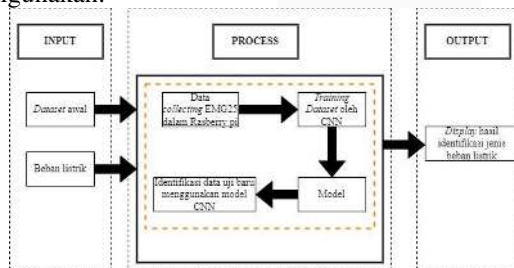 igunakan.
INPUT
PROCESS
OUTPUT
Dataset awal
Data
collecting EMG25
dalam Rasberry pi
Training
Dataset oleh
CNN
Display hasil
identifikasi jenis
beban listrik
Beban listrik
Identifikasi data uji baru
menggunakan model
CNN
Model